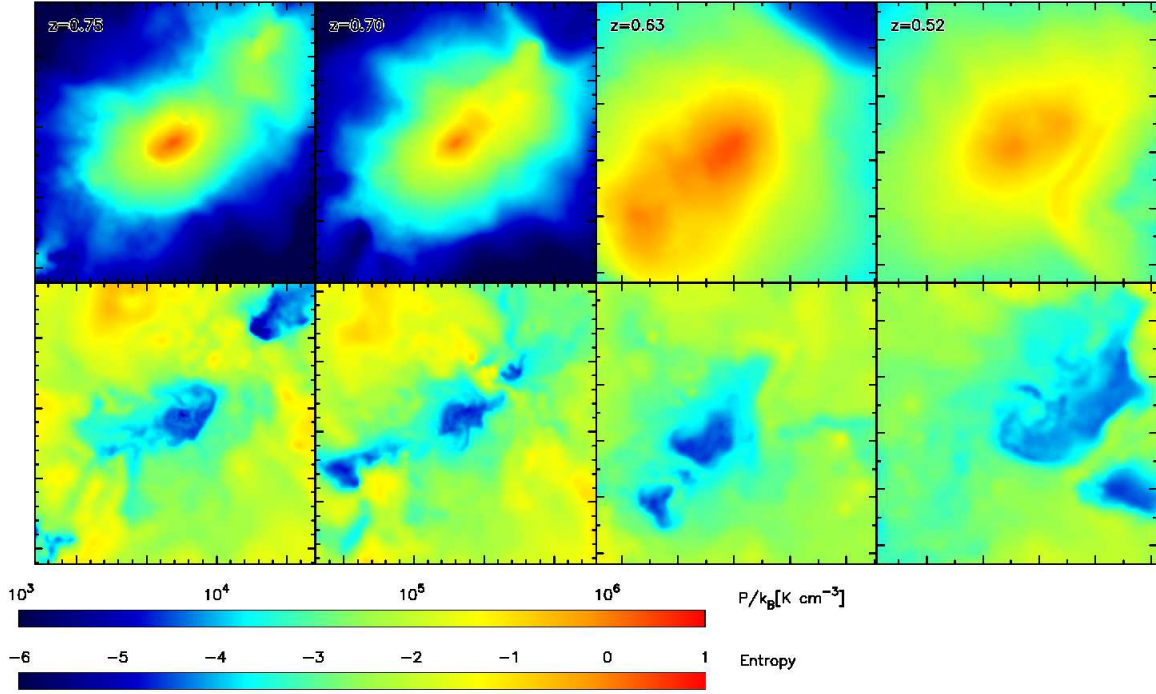 z=0.75 z=0.70 z=0.63 z=0.52
10³ 10⁴ 10⁵ 10⁶ P/k_B[K cm⁻³]
−6 −5 −4 −3 −2 −1 0 1 Entropy